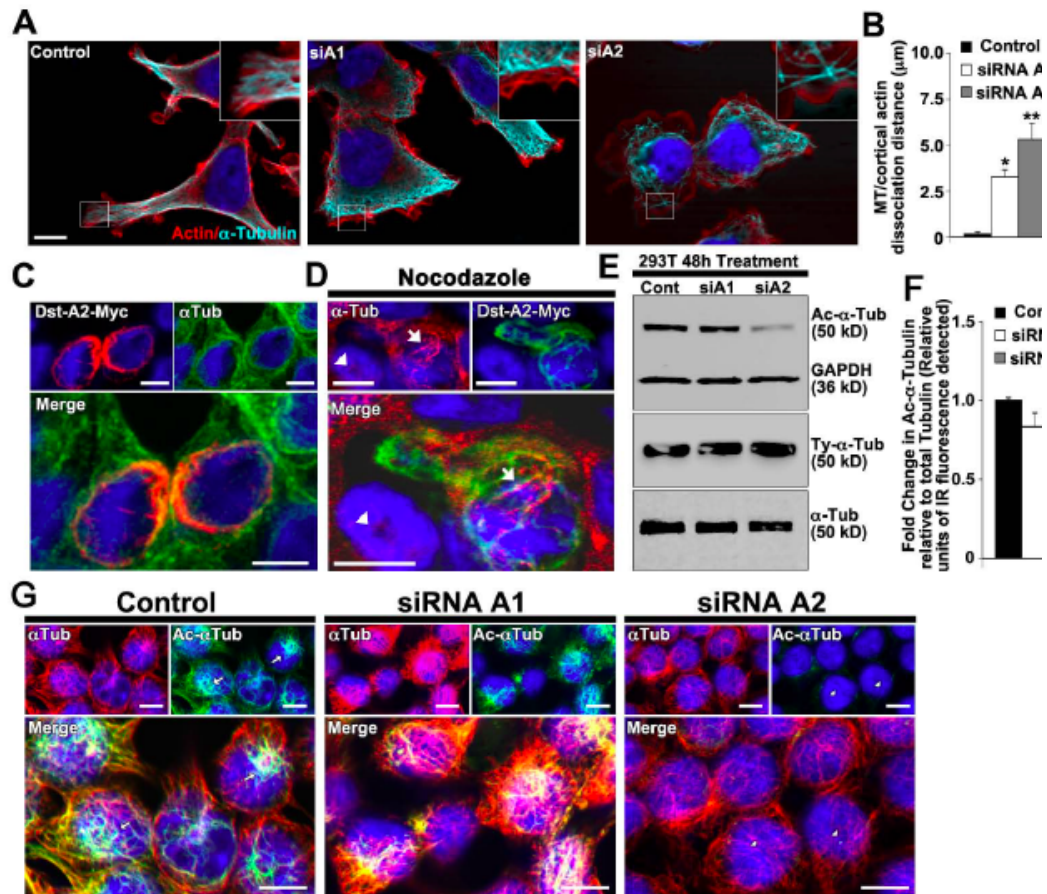 A
Control
siA1
siA2
Actin/α-Tubulin
B
MT/cortical actin
dissociation distance (μm)
10.0
7.5
5.0
2.5
0
Control
siRNA A
siRNA A
*
**
C
Dst-A2-Myc
αTub
Merge
D
Nocodazole
α-Tub
Dst-A2-Myc
Merge
E
293T 48h Treatment
Cont siA1 siA2
Ac-α-Tub
(50 kD)
GAPDH
(36 kD)
Ty-α-Tub
(50 kD)
α-Tub
(50 kD)
F
Fold Change in Ac-α-Tubulin
relative to total Tubulin (Relative
units of IR fluorescence detected)
1.5
1.0
0.5
0
Co
siR
siR
G
Control
αTub
Ac-αTub
Merge
siRNA A1
αTub
Ac-αTub
Merge
siRNA A2
αTub
Ac-αTub
Merge